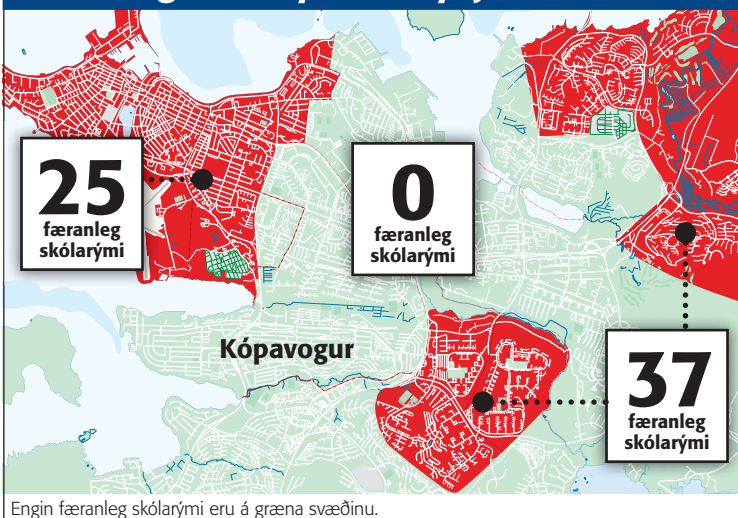 25
færanleg
skólarými
0
færanleg
skólarými
Kópavogur
37
færanleg
skólarými
Engin færanleg skólarými eru á græna svæðinu.